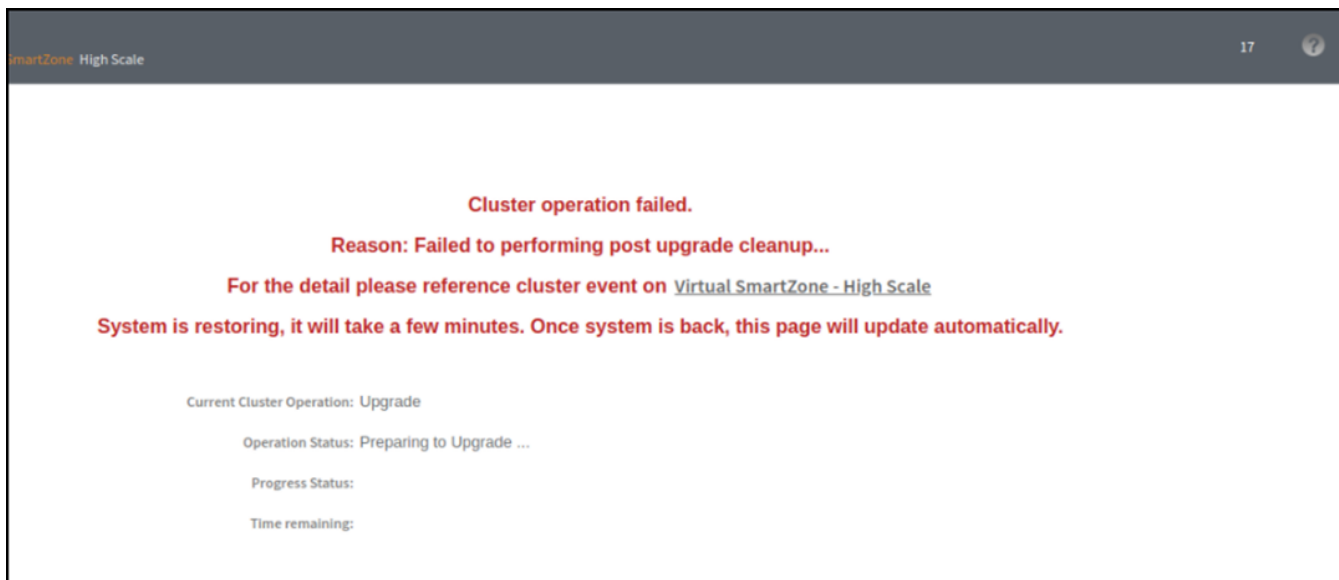 SmartZone High Scale
17
?
Cluster operation failed.
Reason: Failed to performing post upgrade cleanup...
For the detail please reference cluster event on Virtual SmartZone - High Scale
System is restoring, it will take a few minutes. Once system is back, this page will update automatically.
Current Cluster Operation: Upgrade
Operation Status: Preparing to Upgrade ...
Progress Status:
Time remaining: